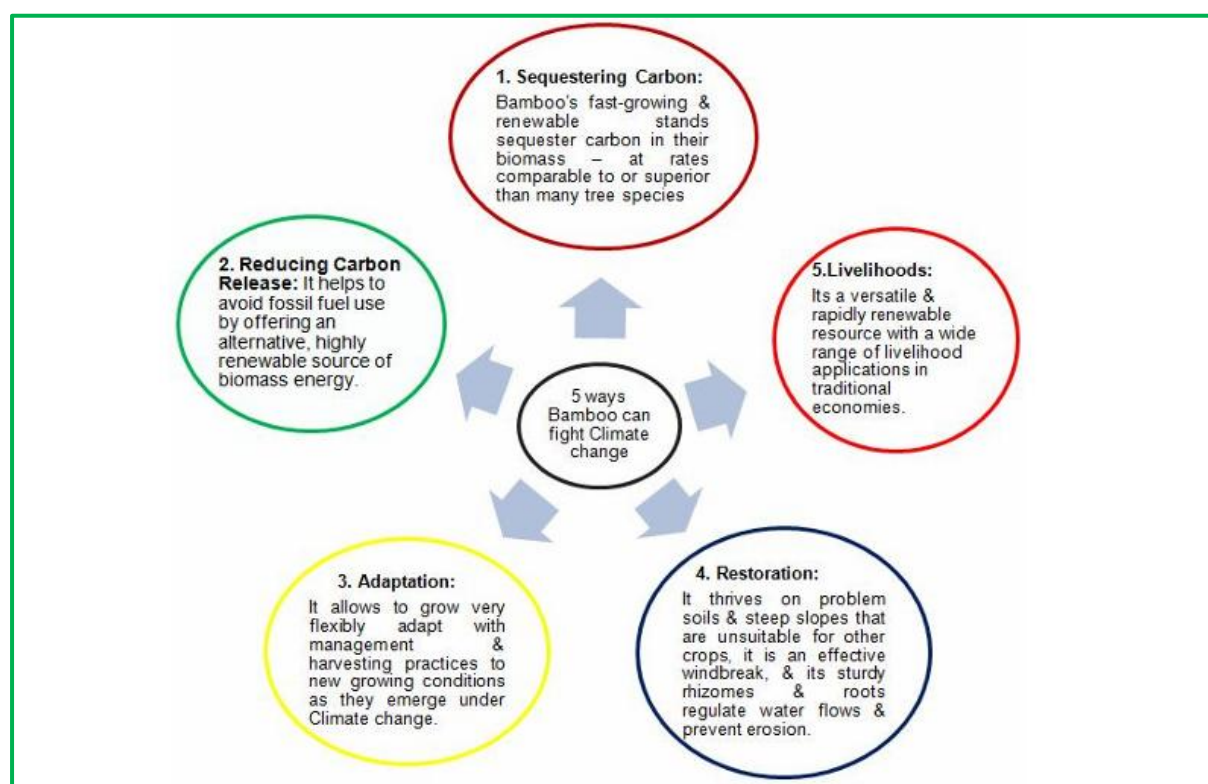 1. Sequestering Carbon:
Bamboo's fast-growing &
renewable stands
sequester carbon in their
biomass – at rates
comparable to or superior
than many tree species
2. Reducing Carbon
Release: It helps to
avoid fossil fuel use
by offering an
alternative, highly
renewable source of
biomass energy.
5.Livelihoods:
Its a versatile &
rapidly renewable
resource with a wide
range of livelihood
applications in
traditional
economies.
5 ways
Bamboo can
fight Climate
change
3. Adaptation:
It allows to grow very
flexibly adapt with
management &
harvesting practices to
new growing conditions
as they emerge under
Climate change.
4. Restoration:
It thrives on problem
soils & steep slopes that
are unsuitable for other
crops, it is an effective
windbreak, & its sturdy
rhizomes & roots
regulate water flows &
prevent erosion.